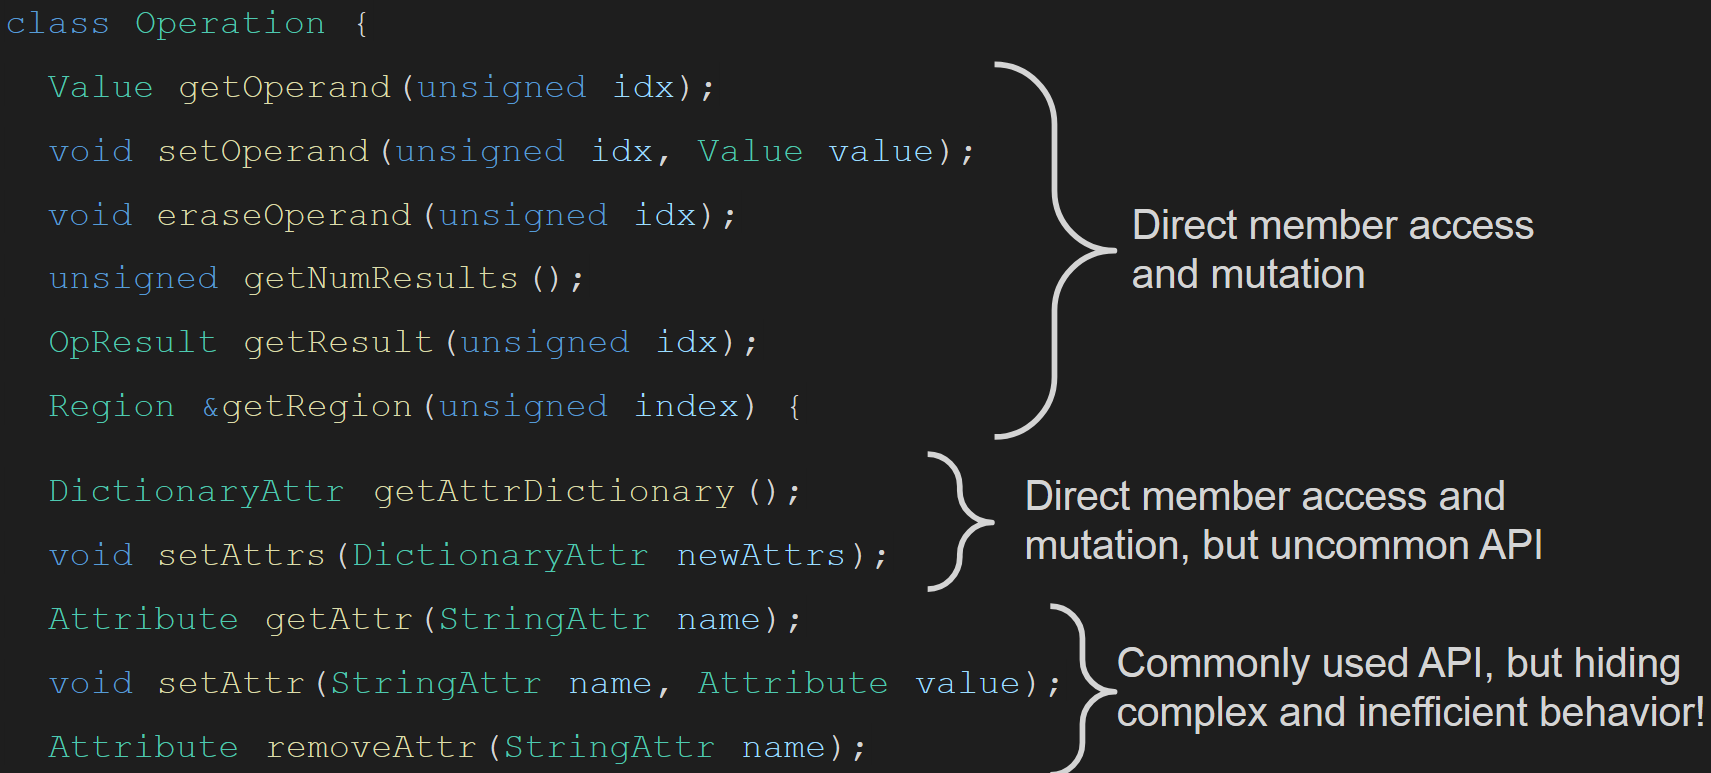 class Operation {
Value getOperand(unsigned idx);
void setOperand(unsigned idx, Value value);
void eraseOperand(unsigned idx);
unsigned getNumResults();
OpResult getResult(unsigned idx);
Region &getRegion(unsigned index) {
Direct member access
and mutation
DictionaryAttr getAttrDictionary();
void setAttrs(DictionaryAttr newAttrs);
Direct member access and
mutation, but uncommon API
Attribute getAttr(StringAttr name);
void setAttr(StringAttr name, Attribute value);
Attribute removeAttr(StringAttr name);
Commonly used API, but hiding
complex and inefficient behavior!